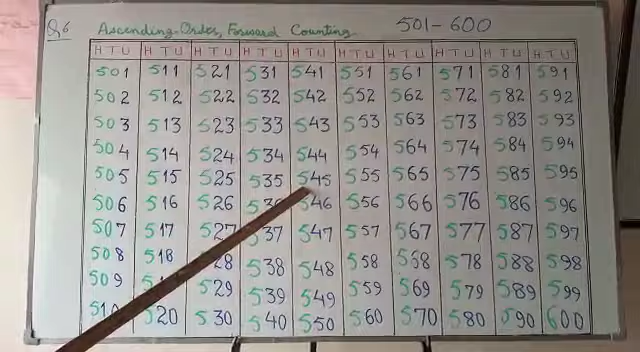 Q6 Ascending Order, Forward Counting 501-600
H T U H T U H T U H T U H T U H T U H T U H T U H T U H T U
501 511 521 531 541 551 561 571 581 591
502 512 522 532 542 552 562 572 582 592
503 513 523 533 543 553 563 573 583 593
504 514 524 534 544 554 564 574 584 594
505 515 525 535 545 555 565 575 585 595
506 516 526 546 556 566 576 586 596
507 517 527 537 547 557 567 577 587 597
508 518 538 548 558 568 578 588 598
509 529 539 549 559 569 579 589 599
520 530 540 550 560 570 580 590 600